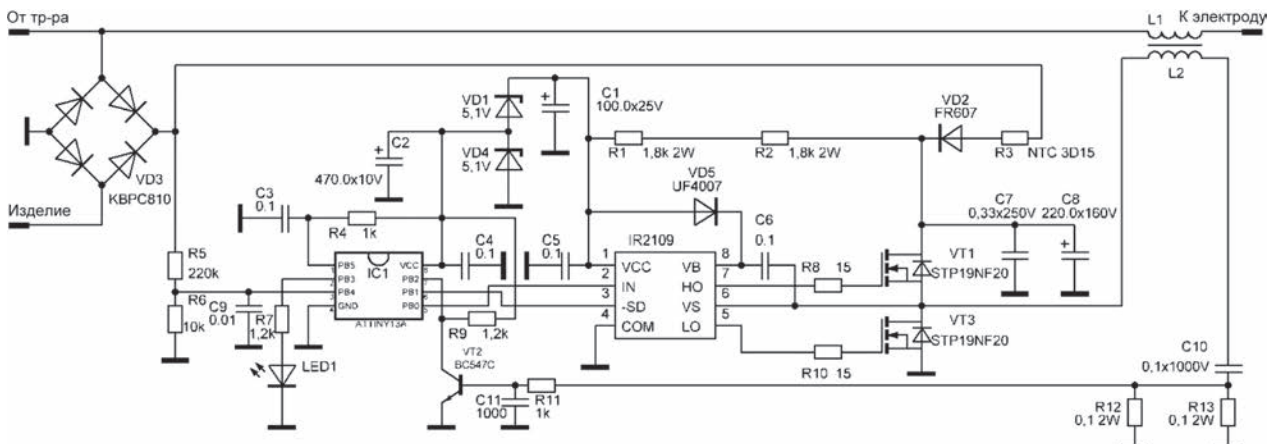 От тр-ра
L1
К электроду
L2
VD3
KBPC810
Изделие
VD1
5,1V
C1
100.0x25V
C2
470.0x10V
VD4
5,1V
R1
1,8k 2W
R2
1,8k 2W
VD2
FR607
R3
NTC 3D15
VD5
UF4007
C3
0.1
R4
1k
C4
0.1
C5
0.1
C6
0.1
C7
0,33x250V
C8
220.0x160V
R5
220k
R6
10k
C9
0.01
R7
1,2k
IC1
PB5
PB3
PB4
GND
VCC
PB2
PB1
PB0
ATTINY13A
R9
1,2k
IR2109
1
2
3
4
VCC
IN
-SD
COM
VB
HO
VS
LO
8
7
6
5
R8 15
VT1
STP19NF20
VT3
STP19NF20
R10 15
LED1
VT2
BC547C
C11
1000
R11
1k
C10
0,1x1000V
R12
0,1 2W
R13
0,1 2W